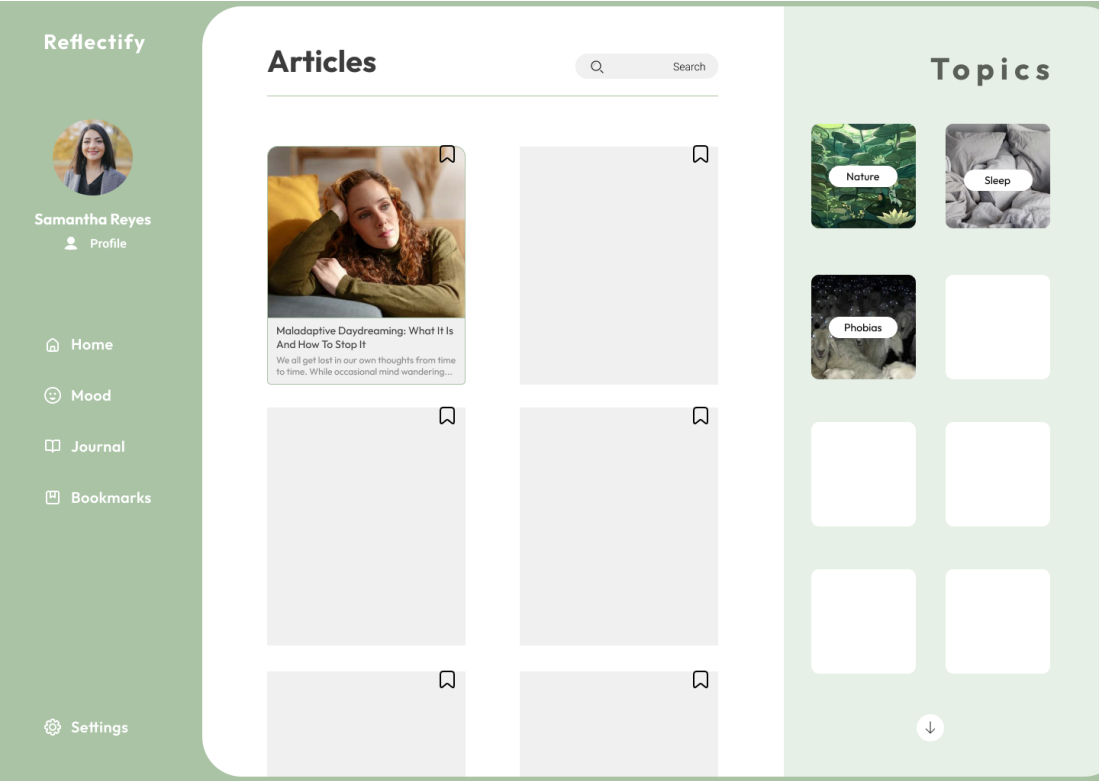 Reflectify
Samantha Reyes
Profile
Home
Mood
Journal
Bookmarks
Settings
Articles
Search
Maladaptive Daydreaming: What It Is
And How To Stop It
We all get lost in our own thoughts from time
to time. While occasional mind wandering...
Topics
Nature
Sleep
Phobias